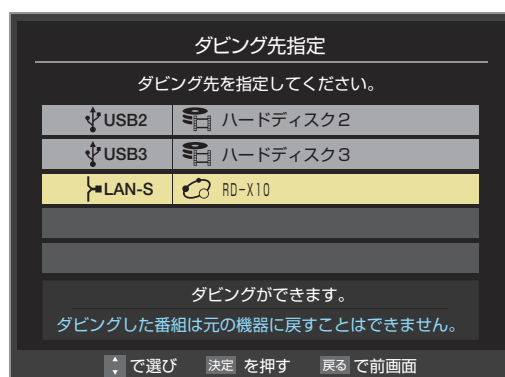 ダビング先指定
ダビング先を指定してください。
USB2 ハードディスク2
USB3 ハードディスク3
LAN-S RD-X10
ダビングができます。
ダビングした番組は元の機器に戻すことはできません。
で選び 決定 を押す 戻る で前画面